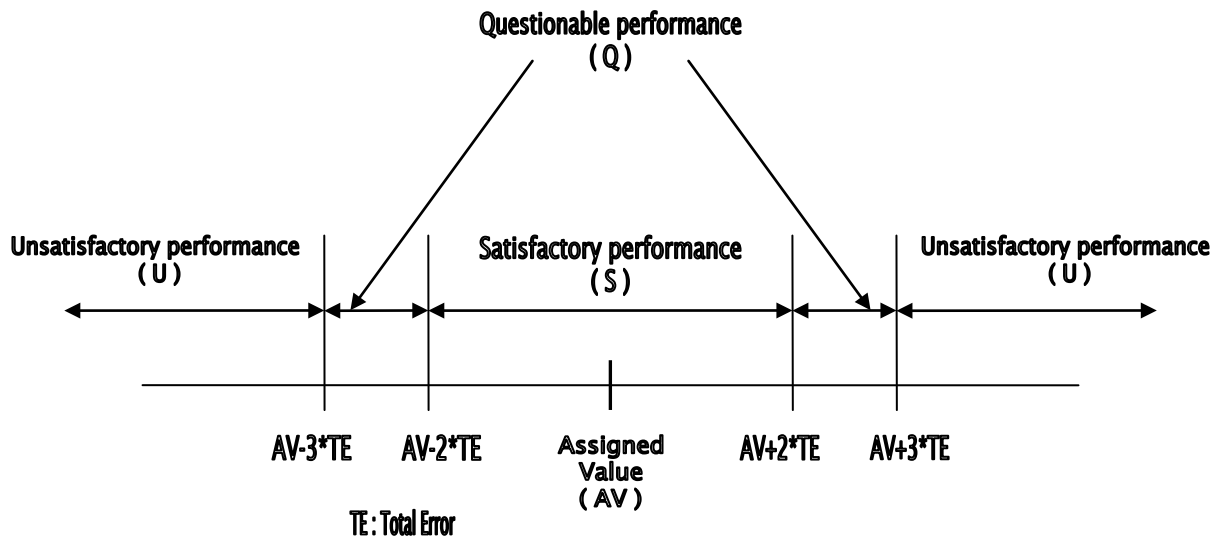 Questionable performance
( Q )
Unsatisfactory performance
( U )
Satisfactory performance
( S )
Unsatisfactory performance
( U )
AV-3*TE
AV-2*TE
Assigned
Value
( AV )
AV+2*TE
AV+3*TE
TE : Total Error